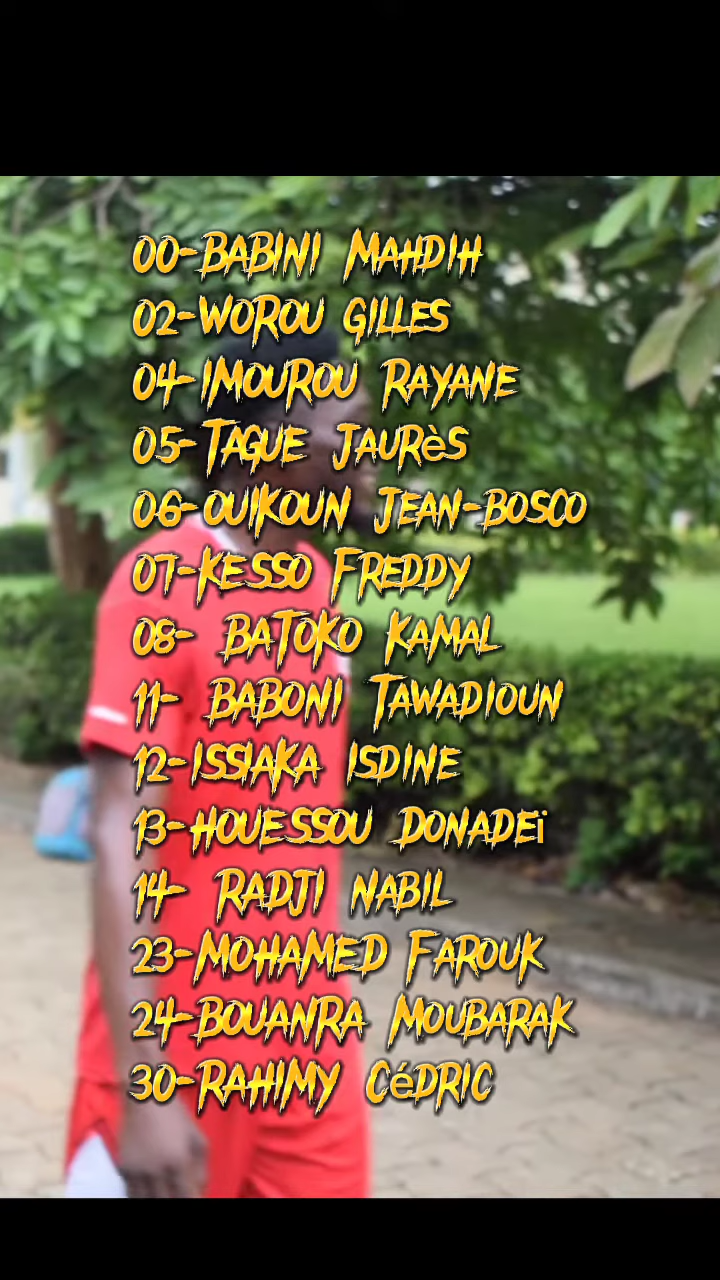 00-BABINI MAHDIH
02-WOROU GILLES
04-IMOUROU RAYANE
05-TAGUE JAURèS
06-OUIKOUN JEAN-BOSCO
07-KESSO FREDDY
08- BATOKO KAMAL
11- BABONI TAWADIOUN
12-ISSIAKA ISDINE
13-HOUESSOU DONADEï
14- RADJI NABIL
23-MOHAMED FAROUK
24-BOUANRA MOUBARAK
30-RAHIMY CéDRIC